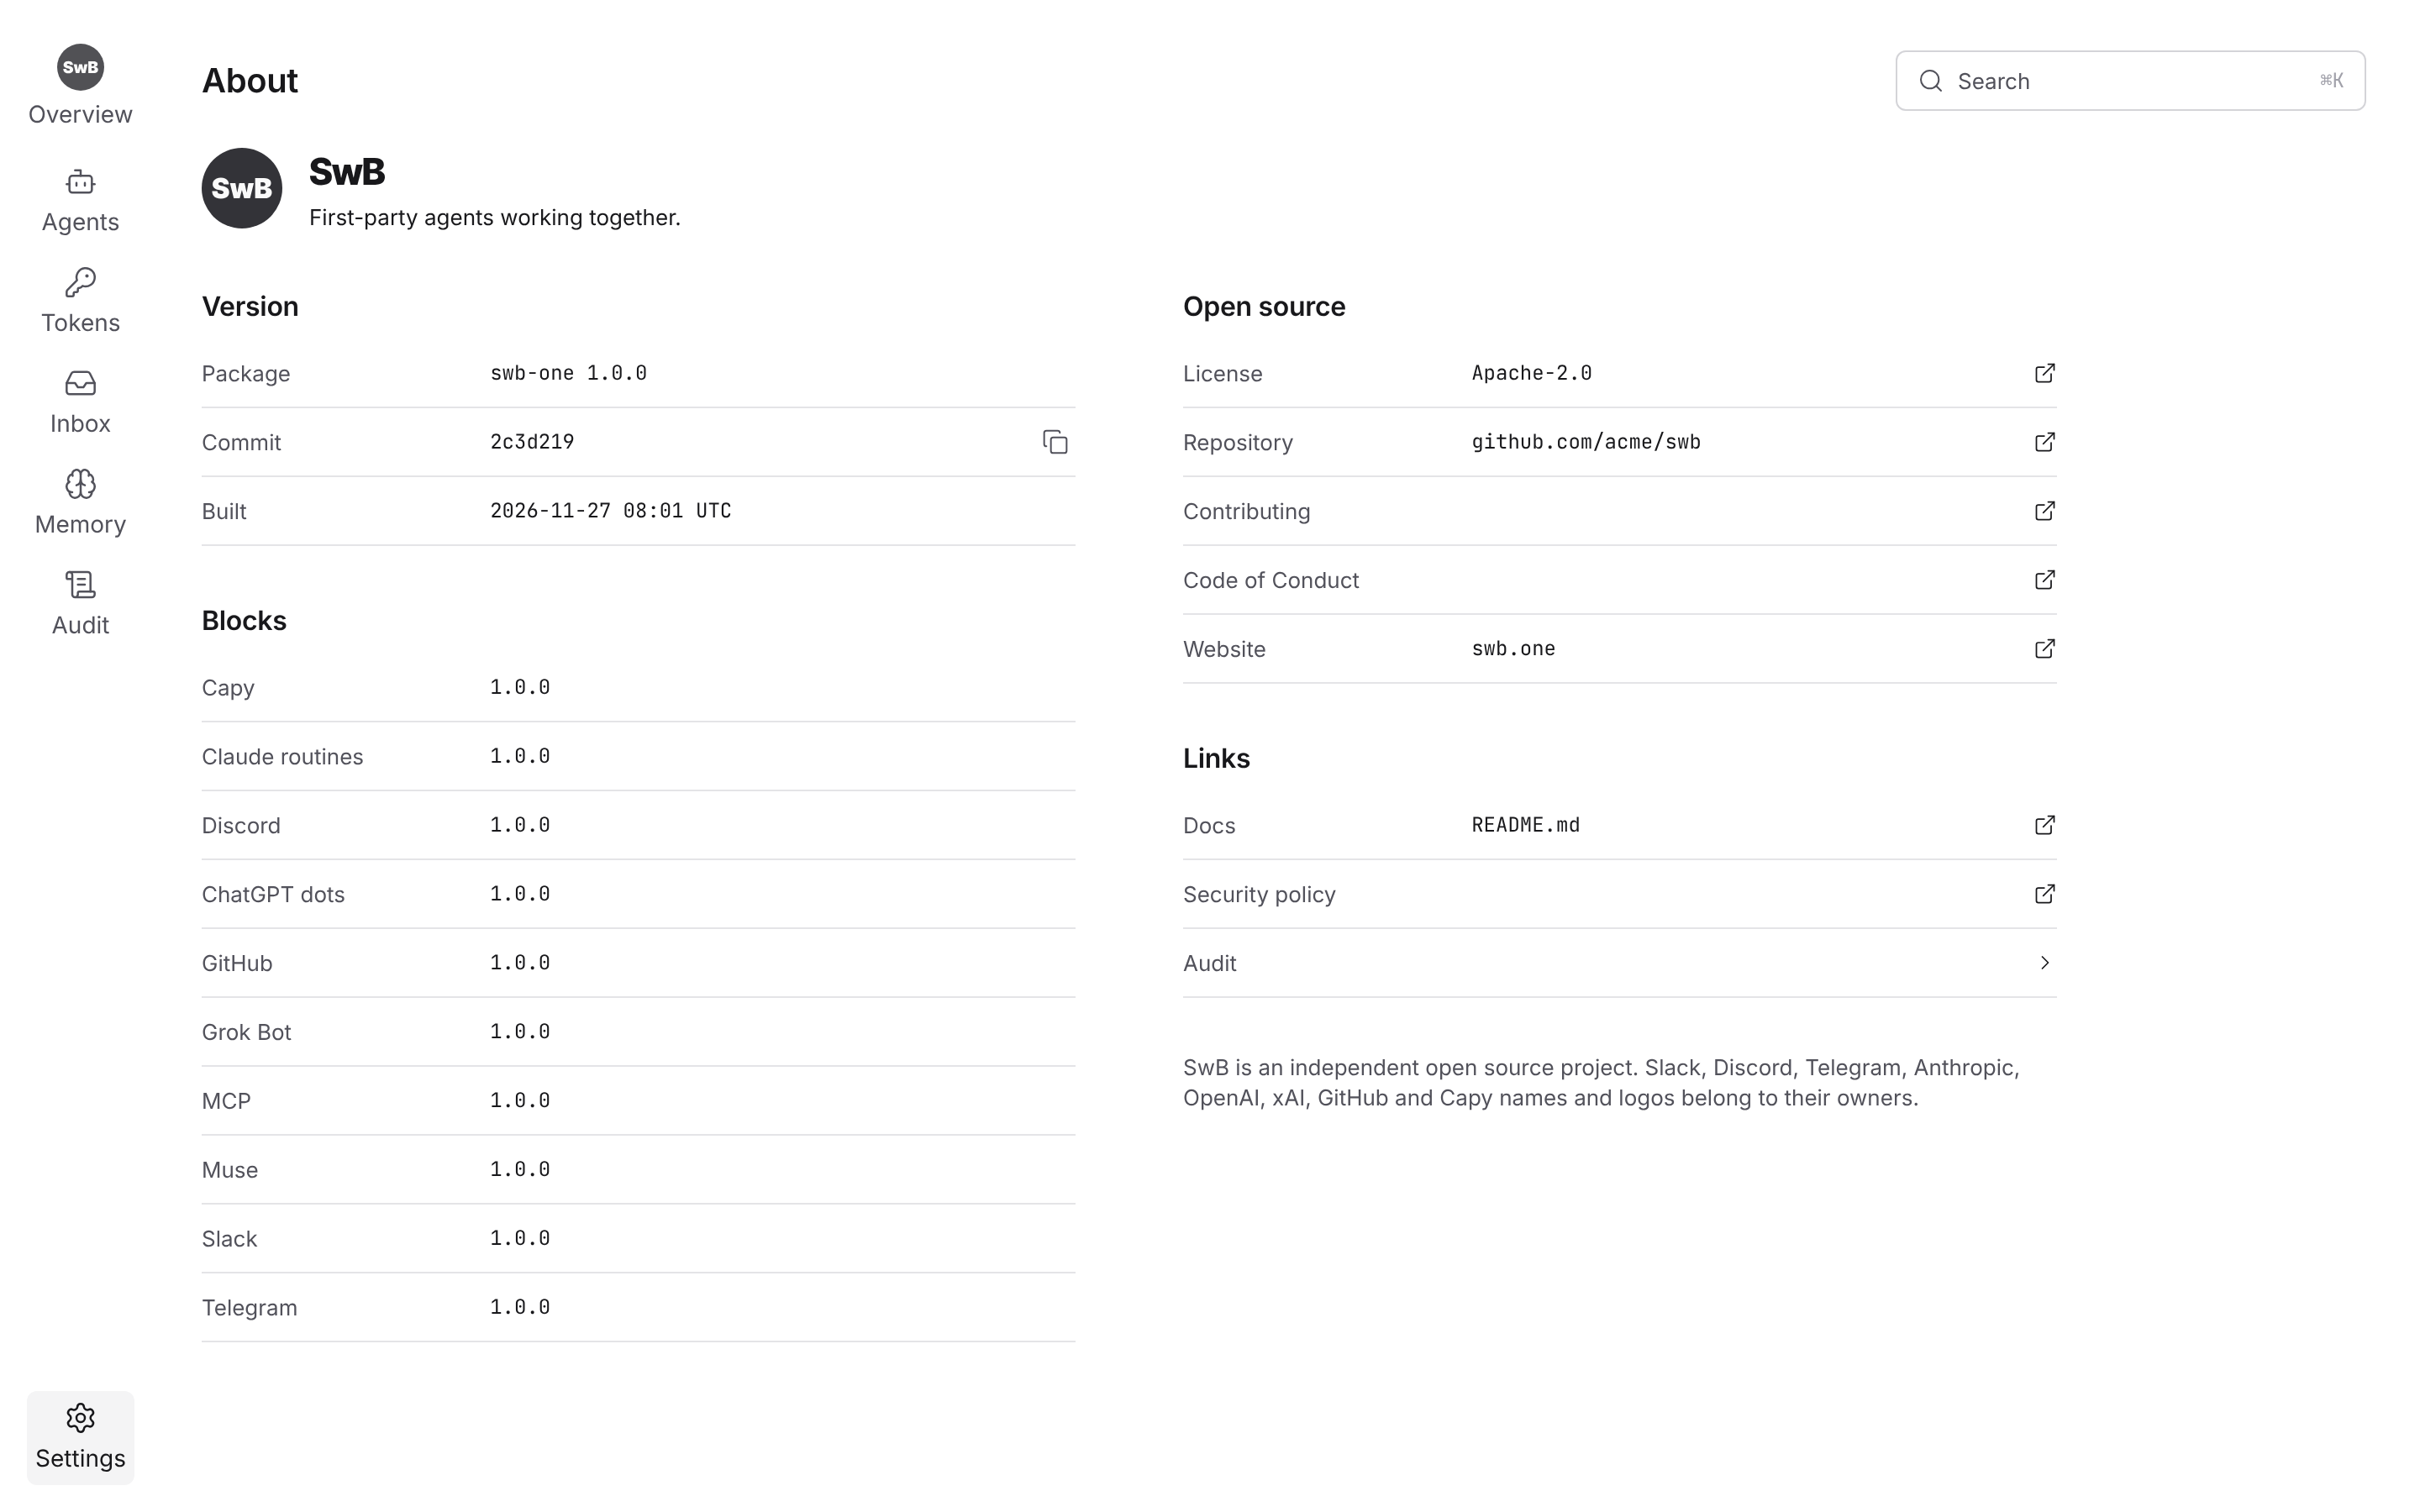 SwB
Overview
Agents
Tokens
Inbox
Memory
Audit
Settings
About
Search ⌘K
SwB
SwB
First-party agents working together.
Version
Package swb-one 1.0.0
Commit 2c3d219
Built 2026-11-27 08:01 UTC
Blocks
Capy 1.0.0
Claude routines 1.0.0
Discord 1.0.0
ChatGPT dots 1.0.0
GitHub 1.0.0
Grok Bot 1.0.0
MCP 1.0.0
Muse 1.0.0
Slack 1.0.0
Telegram 1.0.0
Open source
License Apache-2.0
Repository github.com/acme/swb
Contributing
Code of Conduct
Website swb.one
Links
Docs README.md
Security policy
Audit
SwB is an independent open source project. Slack, Discord, Telegram, Anthropic,
OpenAI, xAI, GitHub and Capy names and logos belong to their owners.